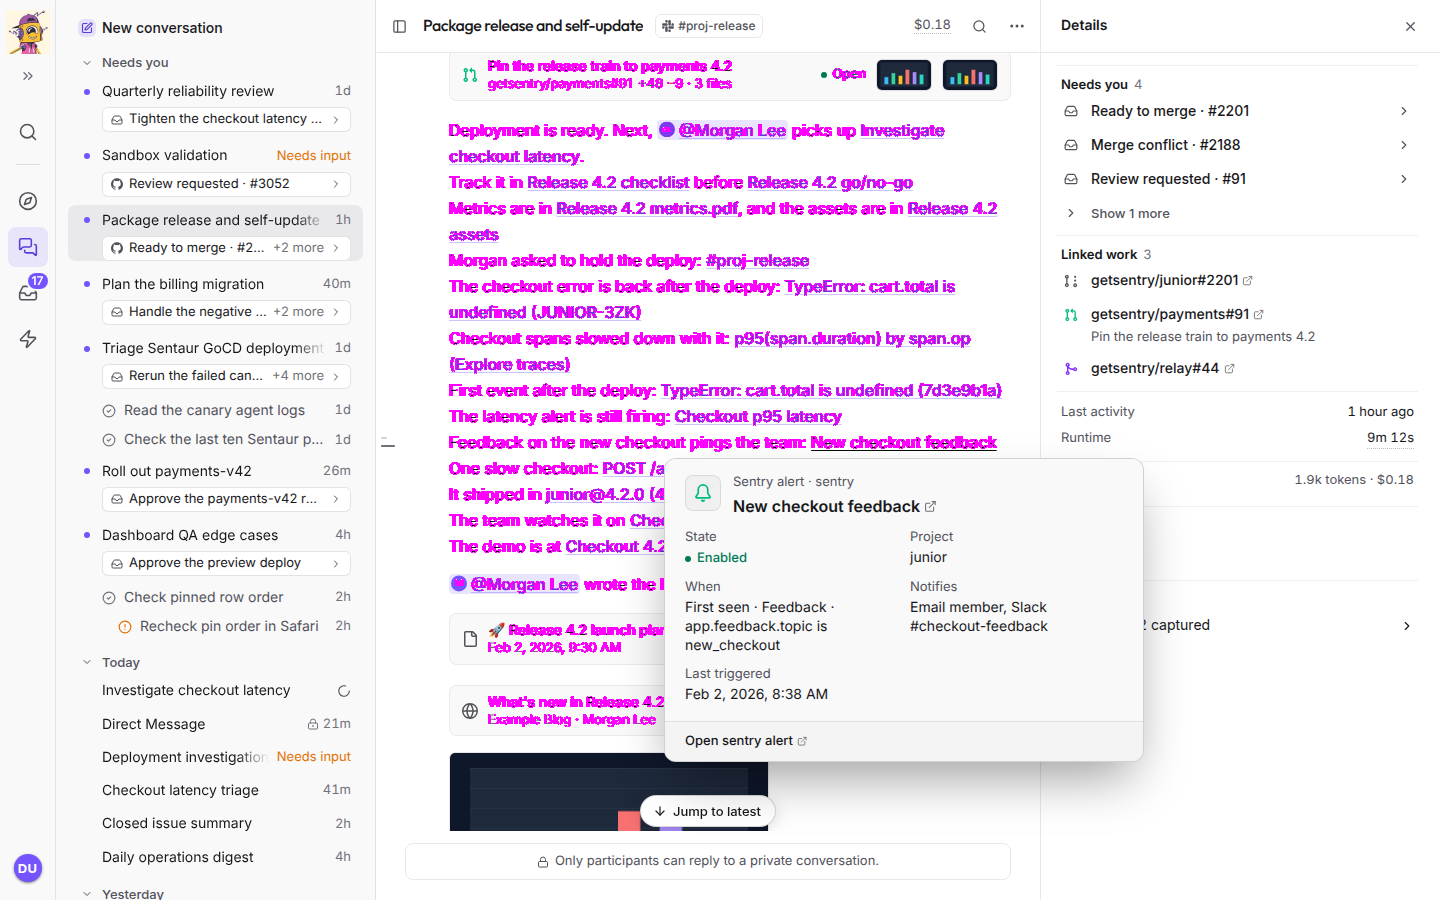 New conversation
Needs you
Quarterly reliability review 1d
Tighten the checkout latency ...
Sandbox validation Needs input
Review requested · #3052
Package release and self-update 1h
Ready to merge · #2... +2 more
Plan the billing migration 40m
Handle the negative ... +2 more
Triage Sentaur GoCD deployment 1d
Rerun the failed can... +4 more
Read the canary agent logs 1d
Check the last ten Sentaur p... 1d
Roll out payments-v42 26m
Approve the payments-v42 r...
Dashboard QA edge cases 4h
Approve the preview deploy
Check pinned row order 2h
Recheck pin order in Safari 2h
Today
Investigate checkout latency
Direct Message 21m
Deployment investigation Needs input
Checkout latency triage 41m
Closed issue summary 2h
Daily operations digest 4h
Yesterday
17
DU
Package release and self-update #proj-release $0.18
Pin the release train to payments 4.2
getsentry/payments#91 +48 −9 · 3 files
Open
Deployment is ready. Next, @Morgan Lee picks up Investigate
checkout latency.
Track it in Release 4.2 checklist before Release 4.2 go/no-go
Metrics are in Release 4.2 metrics.pdf, and the assets are in Release 4.2
assets
Morgan asked to hold the deploy: #proj-release
The checkout error is back after the deploy: TypeError: cart.total is
undefined (JUNIOR-3ZK)
Checkout spans slowed down with it: p95(span.duration) by span.op
(Explore traces)
First event after the deploy: TypeError: cart.total is undefined (7d3e9b1a)
The latency alert is still firing: Checkout p95 latency
Feedback on the new checkout pings the team: New checkout feedback
One slow checkout: POST /a
It shipped in junior@4.2.0 (4
The team watches it on Chec
The demo is at Checkout 4.2
@Morgan Lee wrote the
🚀 Release 4.2 launch plan
Feb 2, 2026, 9:30 AM
What's new in Release 4.2
Example Blog · Morgan Lee
Jump to latest
Only participants can reply to a private conversation.
Sentry alert · sentry
New checkout feedback
State
Enabled
Project
junior
When
First seen · Feedback ·
app.feedback.topic is
new_checkout
Notifies
Email member, Slack
#checkout-feedback
Last triggered
Feb 2, 2026, 8:38 AM
Open sentry alert
Details
Needs you 4
Ready to merge · #2201
Merge conflict · #2188
Review requested · #91
Show 1 more
Linked work 3
getsentry/junior#2201
getsentry/payments#91
Pin the release train to payments 4.2
getsentry/relay#44
Last activity 1 hour ago
Runtime 9m 12s
1.9k tokens · $0.18
2 captured